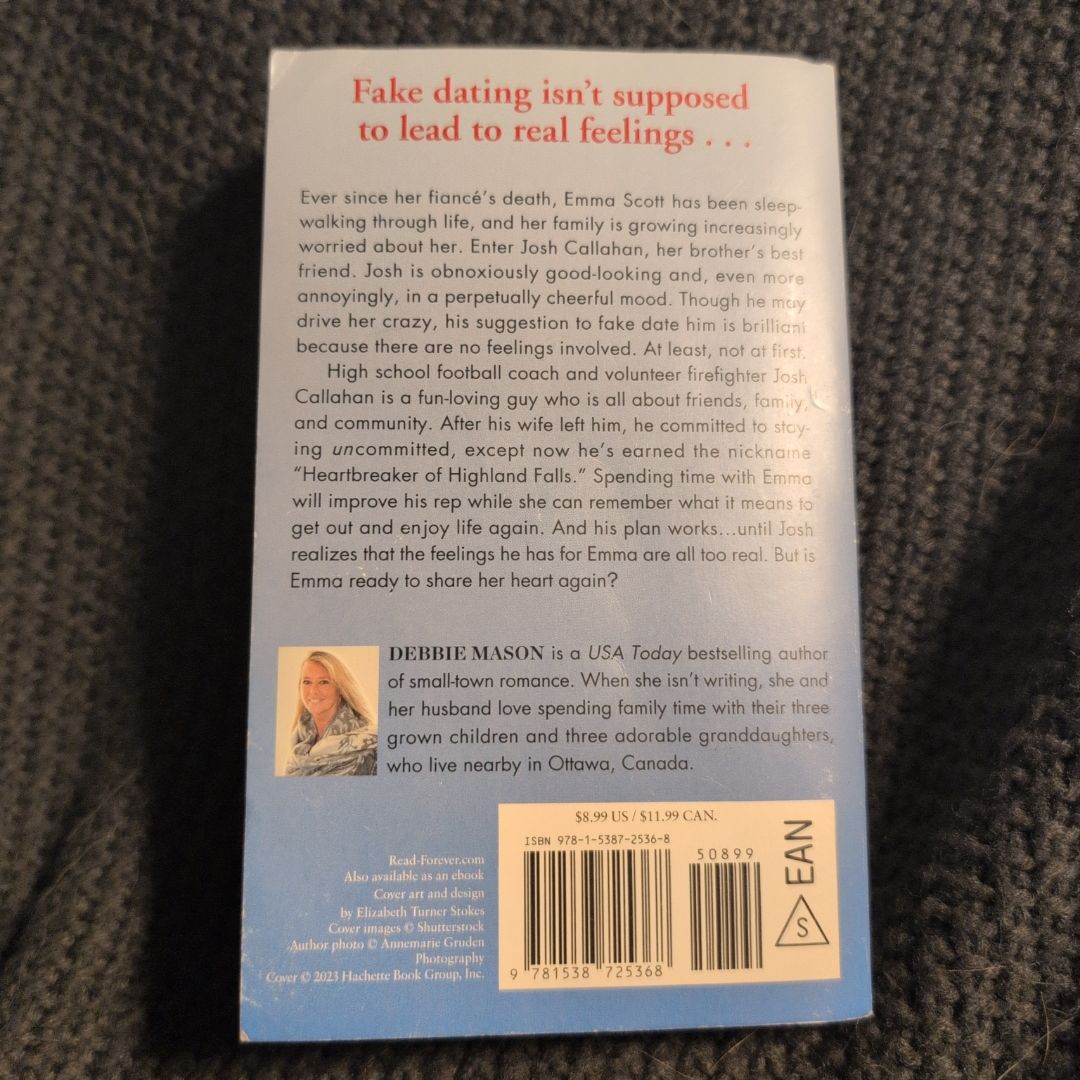 Fake dating isn't supposed
to lead to real feelings . . .
Ever since her fiancé's death, Emma Scott has been sleep-
walking through life, and her family is growing increasingly
worried about her. Enter Josh Callahan, her brother's best
friend. Josh is obnoxiously good-looking and, even more
annoyingly, in a perpetually cheerful mood. Though he may
drive her crazy, his suggestion to fake date him is brilliant
because there are no feelings involved. At least, not at first.
High school football coach and volunteer firefighter Josh
Callahan is a fun-loving guy who is all about friends, family,
and community. After his wife left him, he committed to stay-
ing uncommitted, except now he's earned the nickname
"Heartbreaker of Highland Falls." Spending time with Emma
will improve his rep while she can remember what it means to
get out and enjoy life again. And his plan works...until Josh
realizes that the feelings he has for Emma are all too real. But is
Emma ready to share her heart again?
DEBBIE MASON is a USA Today bestselling author
of small-town romance. When she isn't writing, she and
her husband love spending family time with their three
grown children and three adorable granddaughters,
who live nearby in Ottawa, Canada.
Read-Forever.com
Also available as an ebook
Cover art and design
by Elizabeth Turner Stokes
Cover images © Shutterstock
Author photo © Annemarie Gruden
Photography
Cover © 2023 Hachette Book Group, Inc.
$8.99 US / $11.99 CAN.
ISBN 978-1-5387-2536-8
50899
9 781538 725368
EAN
S